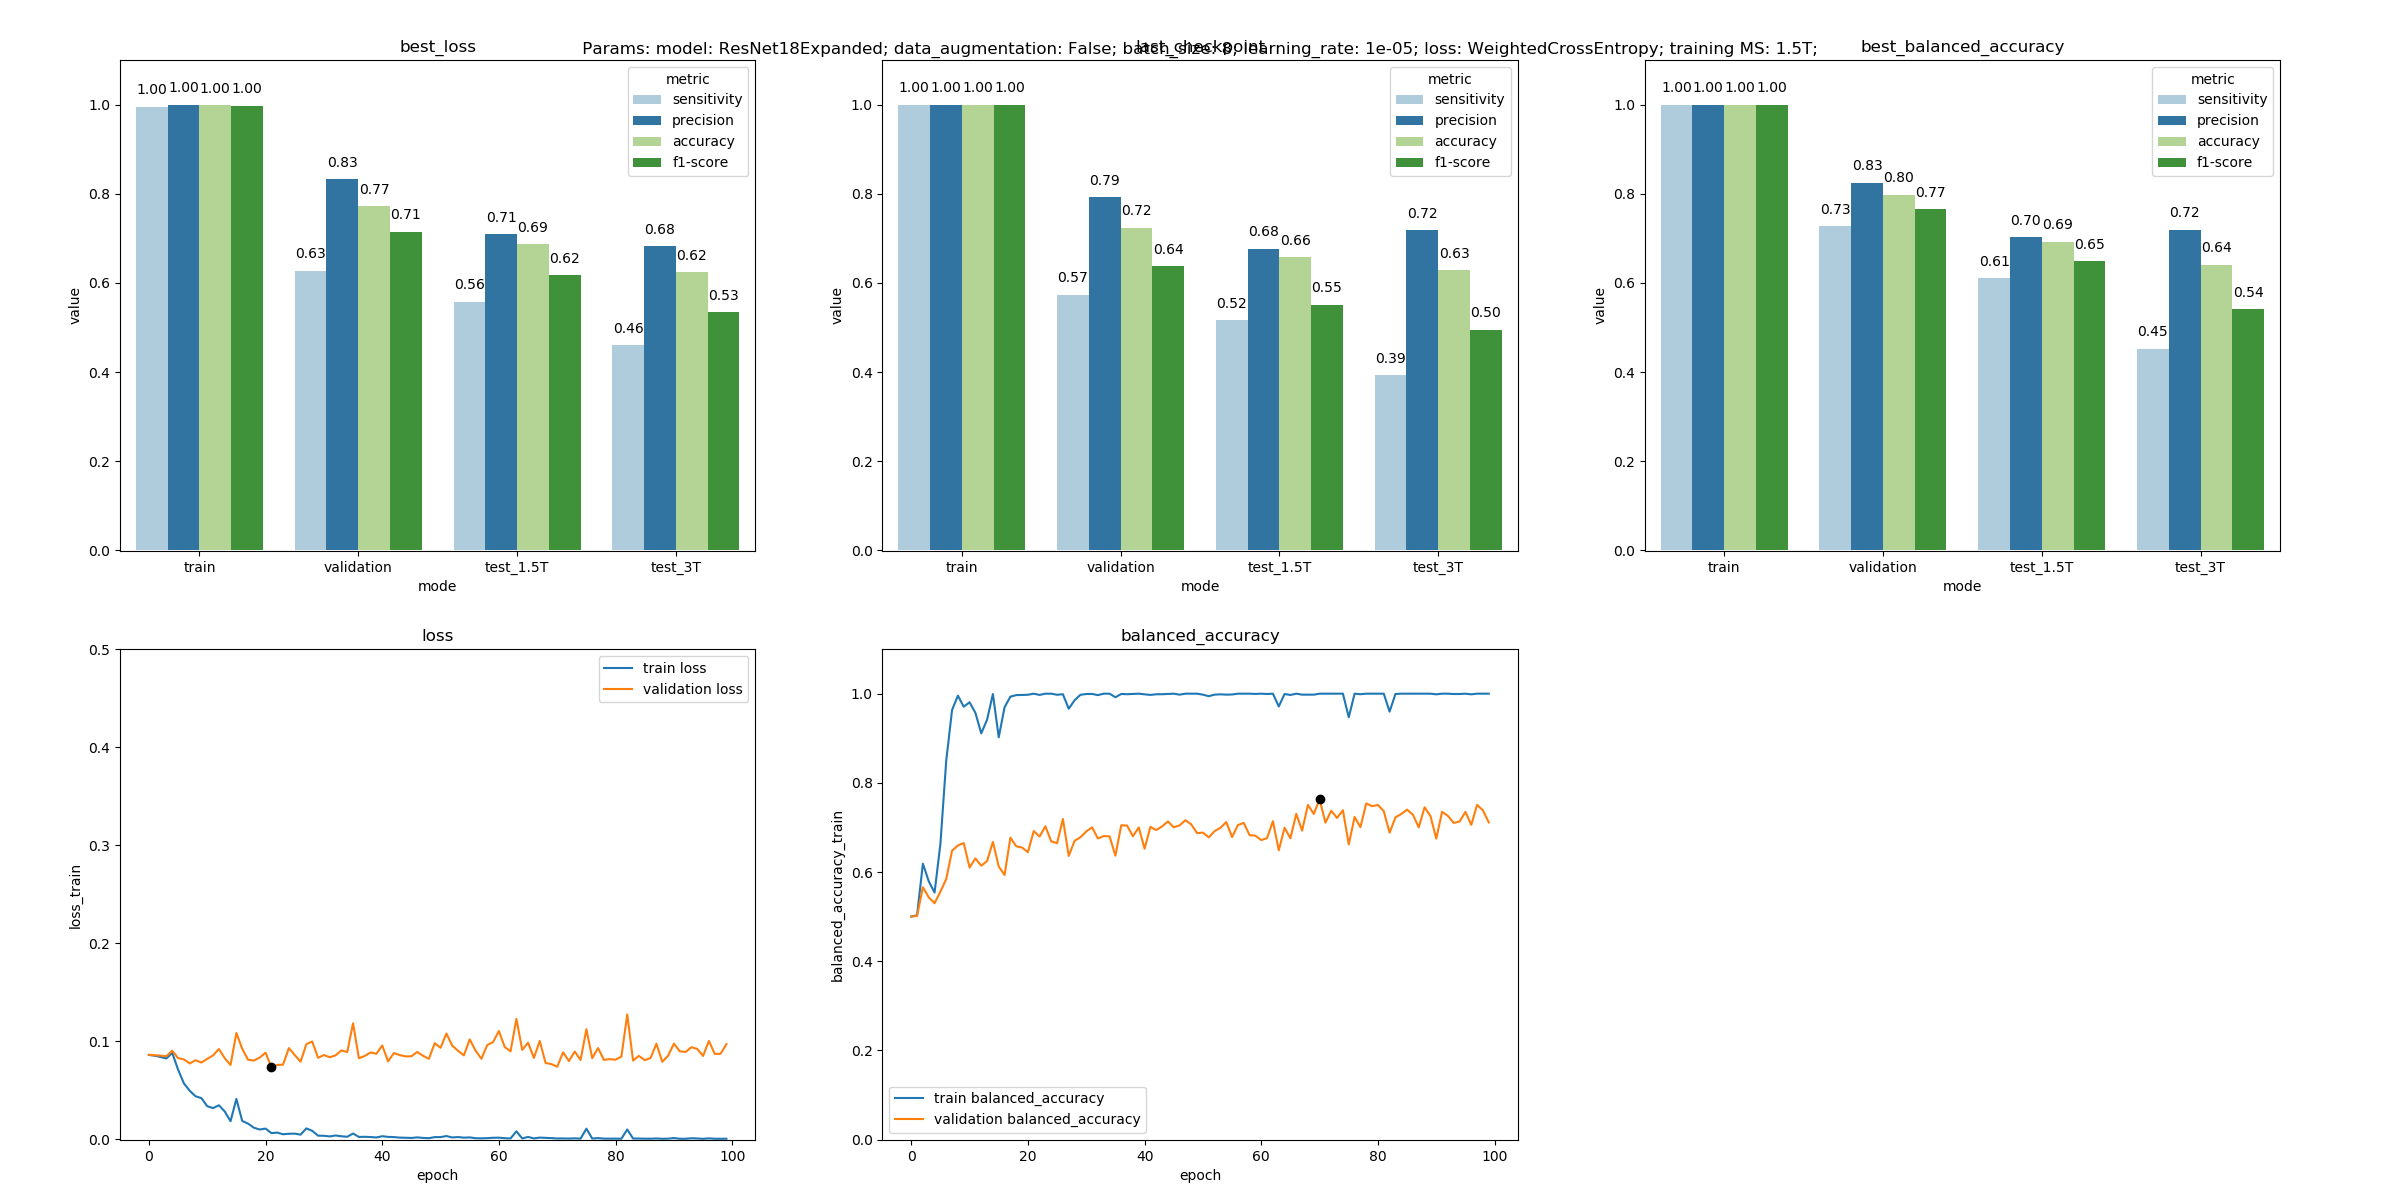 Params: model: ResNet18Expanded; data_augmentation: False; batch_size: 8; learning_rate: 1e-05; loss: WeightedCrossEntropy; training MS: 1.5T;
best_loss
metric
sensitivity
precision
accuracy
f1-score
1.00 1.00 1.00 1.00
0.63 0.83 0.77 0.71
0.56 0.71 0.69 0.62
0.46 0.68 0.62 0.53
value
1.0
0.8
0.6
0.4
0.2
0.0
train validation test_1.5T test_3T
mode
last_checkpoint
metric
sensitivity
precision
accuracy
f1-score
1.00 1.00 1.00 1.00
0.57 0.79 0.72 0.64
0.52 0.68 0.66 0.55
0.39 0.72 0.63 0.50
value
1.0
0.8
0.6
0.4
0.2
0.0
train validation test_1.5T test_3T
mode
best_balanced_accuracy
metric
sensitivity
precision
accuracy
f1-score
1.00 1.00 1.00 1.00
0.73 0.83 0.80 0.77
0.61 0.70 0.69 0.65
0.45 0.72 0.64 0.54
value
1.0
0.8
0.6
0.4
0.2
0.0
train validation test_1.5T test_3T
mode
loss
train loss
validation loss
loss_train
0.5
0.4
0.3
0.2
0.1
0.0
0 20 40 60 80 100
epoch
balanced_accuracy
balanced_accuracy_train
1.0
0.8
0.6
0.4
0.2
0.0
train balanced_accuracy
validation balanced_accuracy
0 20 40 60 80 100
epoch